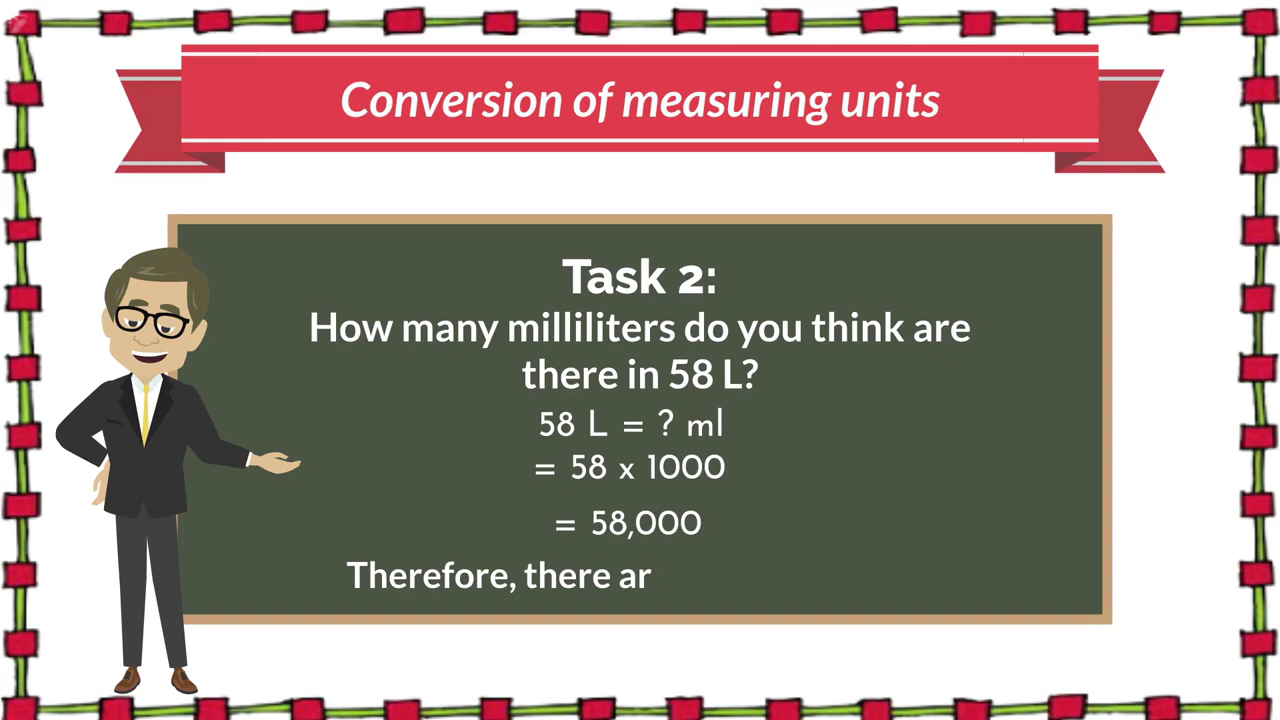 Conversion of measuring units
Task 2:
How many milliliters do you think are
there in 58 L?
58 L = ? ml
= 58 x 1000
= 58,000
Therefore, there ar